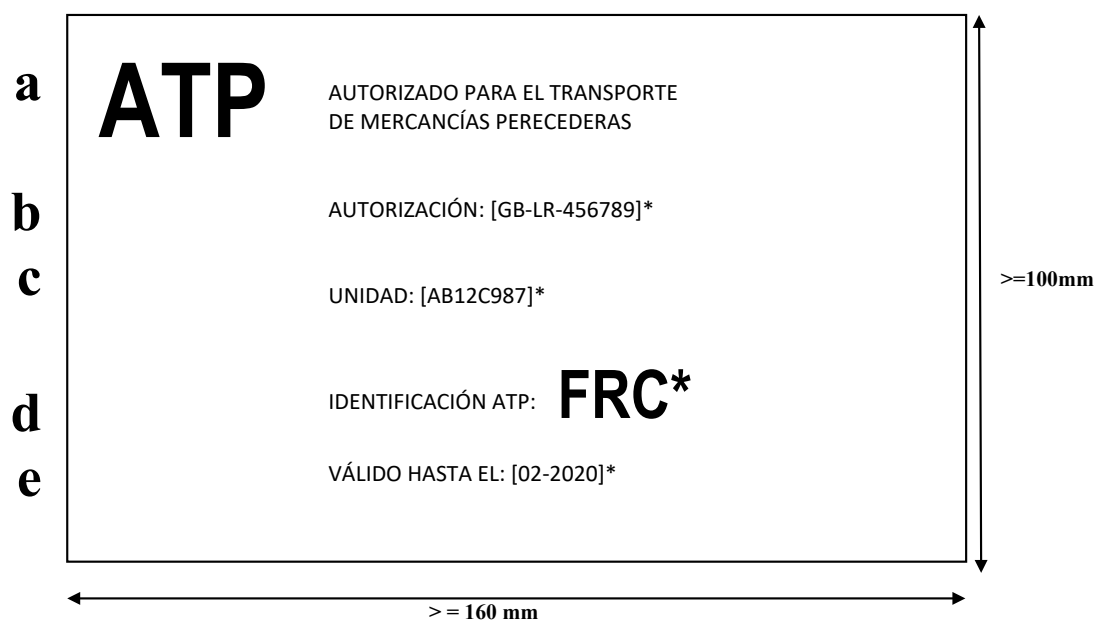 a
ATP
AUTORIZADO PARA EL TRANSPORTE
DE MERCANCÍAS PERECEDERAS
b
AUTORIZACIÓN: [GB-LR-456789]*
c
UNIDAD: [AB12C987]*
>=100mm
d
IDENTIFICACIÓN ATP: FRC*
e
VÁLIDO HASTA EL: [02-2020]*
> = 160 mm